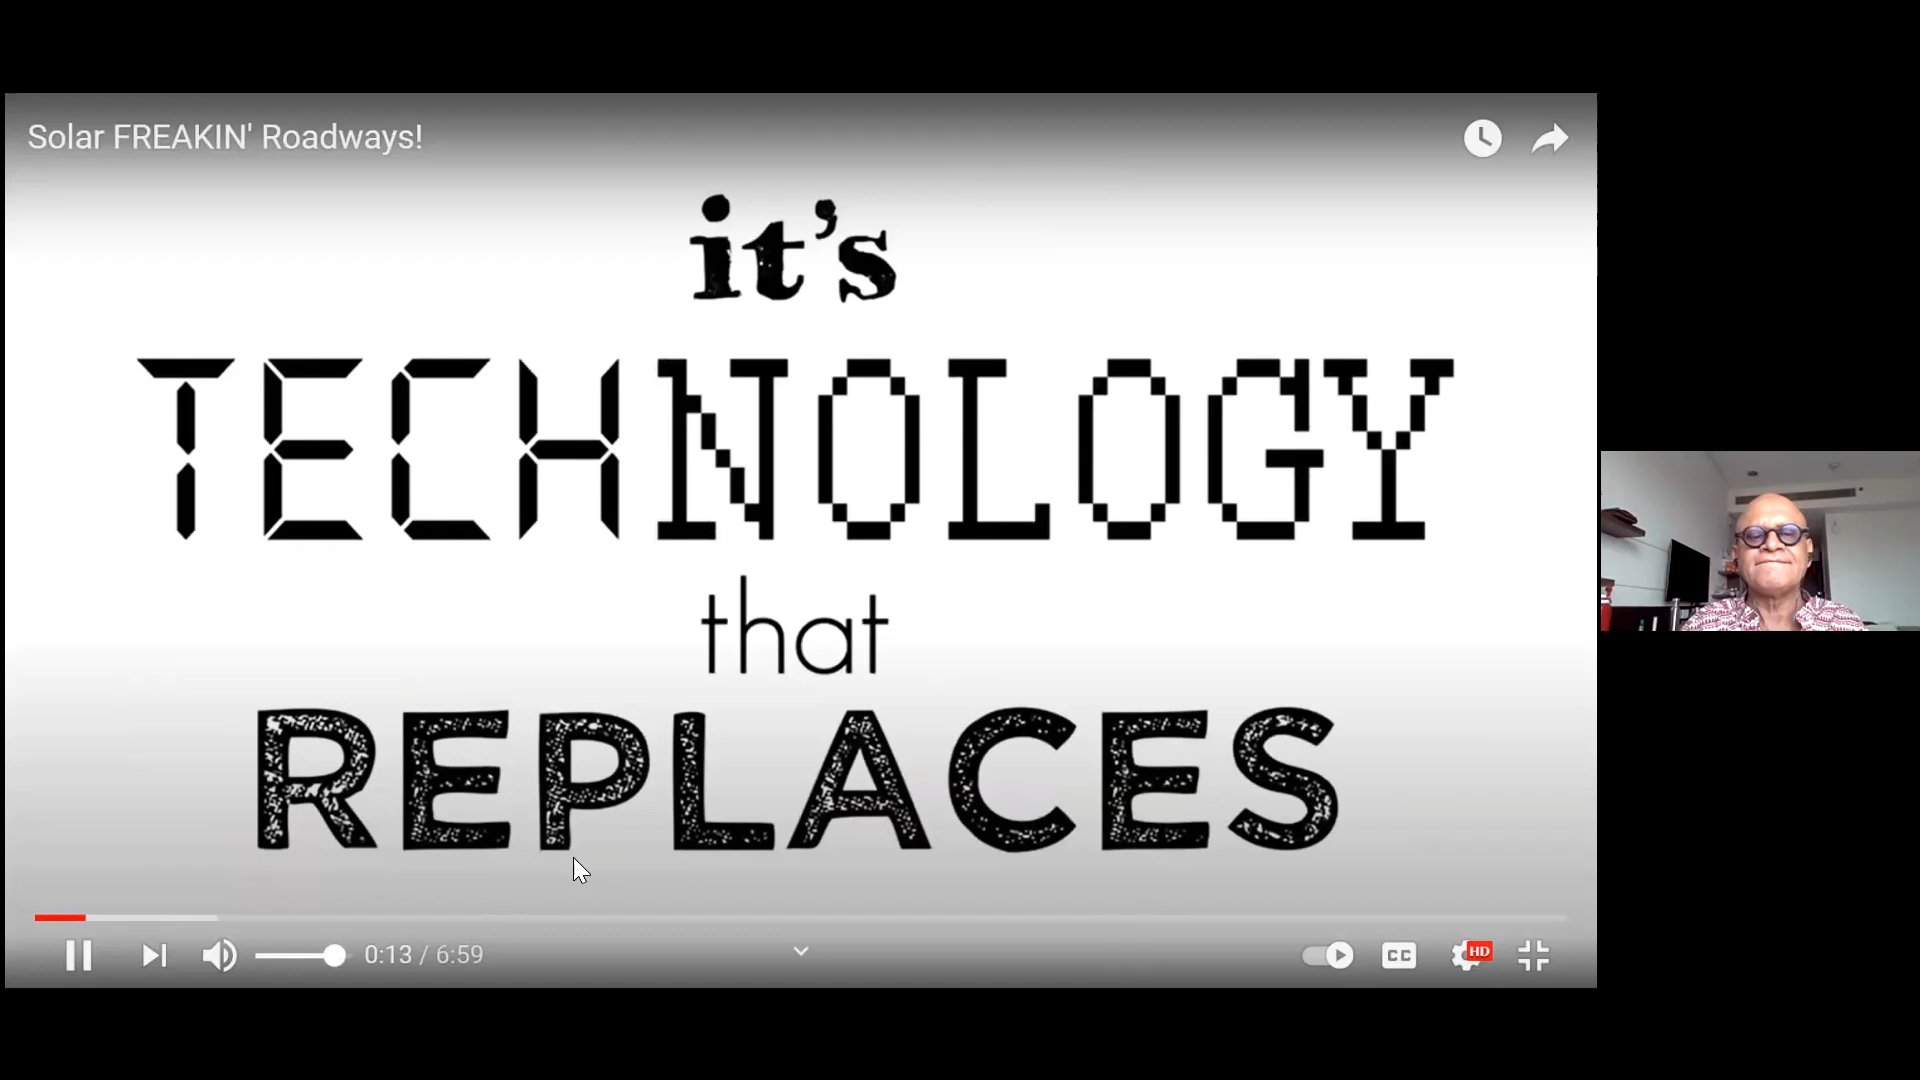 Solar FREAKIN' Roadways!
it's
TECHNOLOGY
that
REPLACES
0:13 / 6:59
CC
HD